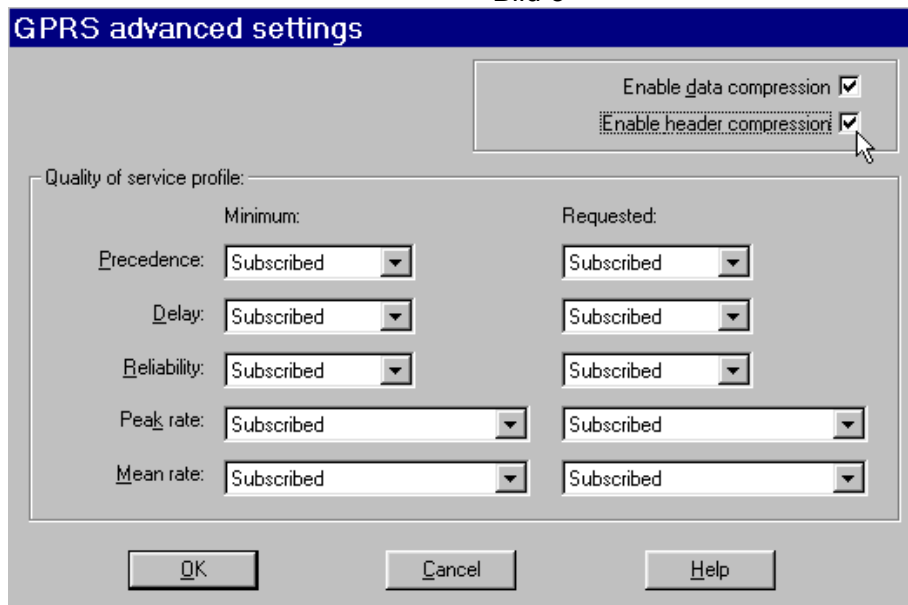 GPRS advanced settings
Enable data compression
Enable header compression
Quality of service profile:
Minimum: Requested:
Precedence: Subscribed Subscribed
Delay: Subscribed Subscribed
Reliability: Subscribed Subscribed
Peak rate: Subscribed Subscribed
Mean rate: Subscribed Subscribed
OK Cancel Help